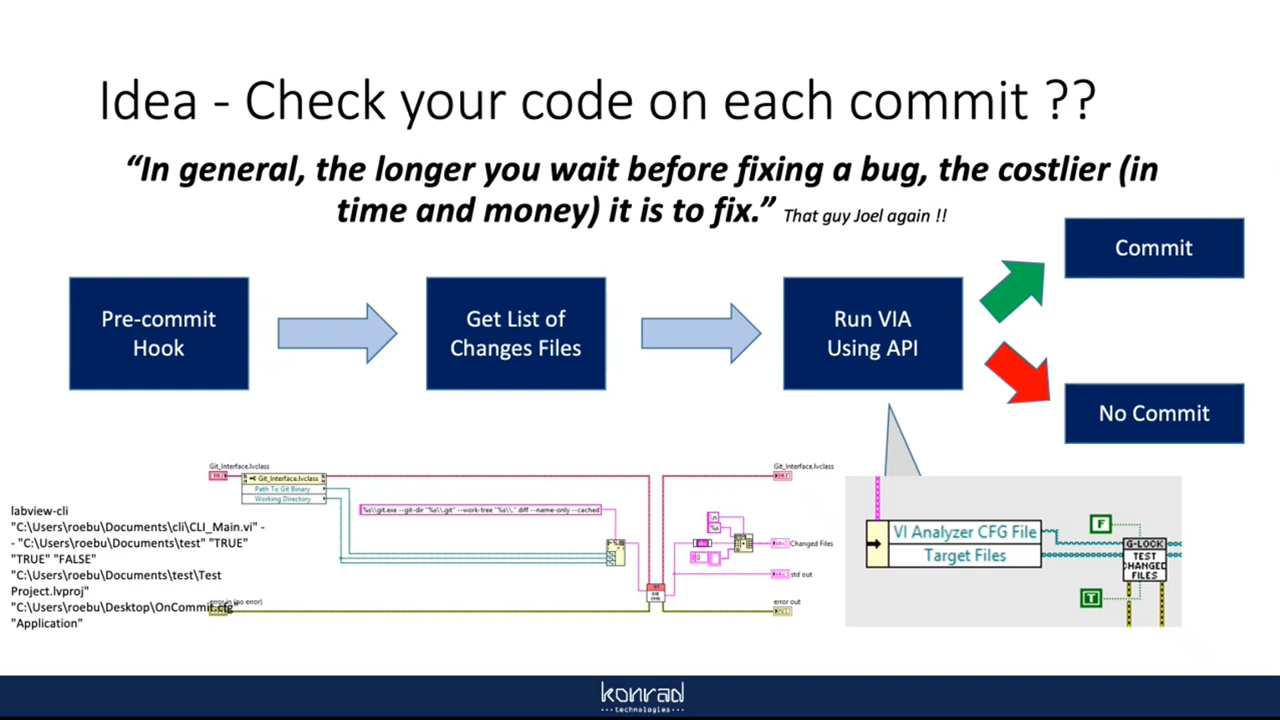 Idea - Check your code on each commit ??
“In general, the longer you wait before fixing a bug, the costlier (in
time and money) it is to fix.” That guy Joel again !!
Pre-commit
Hook
Get List of
Changes Files
Run VIA
Using API
Commit
No Commit
labview-cli
"C:\Users\roebu\Documents\cli\CLI_Main.vi" -
- "C:\Users\roebu\Documents\test" "TRUE"
"TRUE" "FALSE"
"C:\Users\roebu\Documents\test\Test
Project.lvproj"
"C:\Users\roebu\Desktop\OnCommit.cfg"
"Application"
Git_Interface.lvclass
Git_Interface.lvclass
Path To Git Binary
Working Directory
%s\\git.exe --git-dir "%s\\.git" --work-tree "%s\\." diff --name-only --cached
error in (no error)
Git_Interface.lvclass
\n
%s
0
Changed Files
std out
error out
VI Analyzer CFG File
Target Files
F
T
G-LOCK
TEST
CHANGED
FILES
konrad
technologies